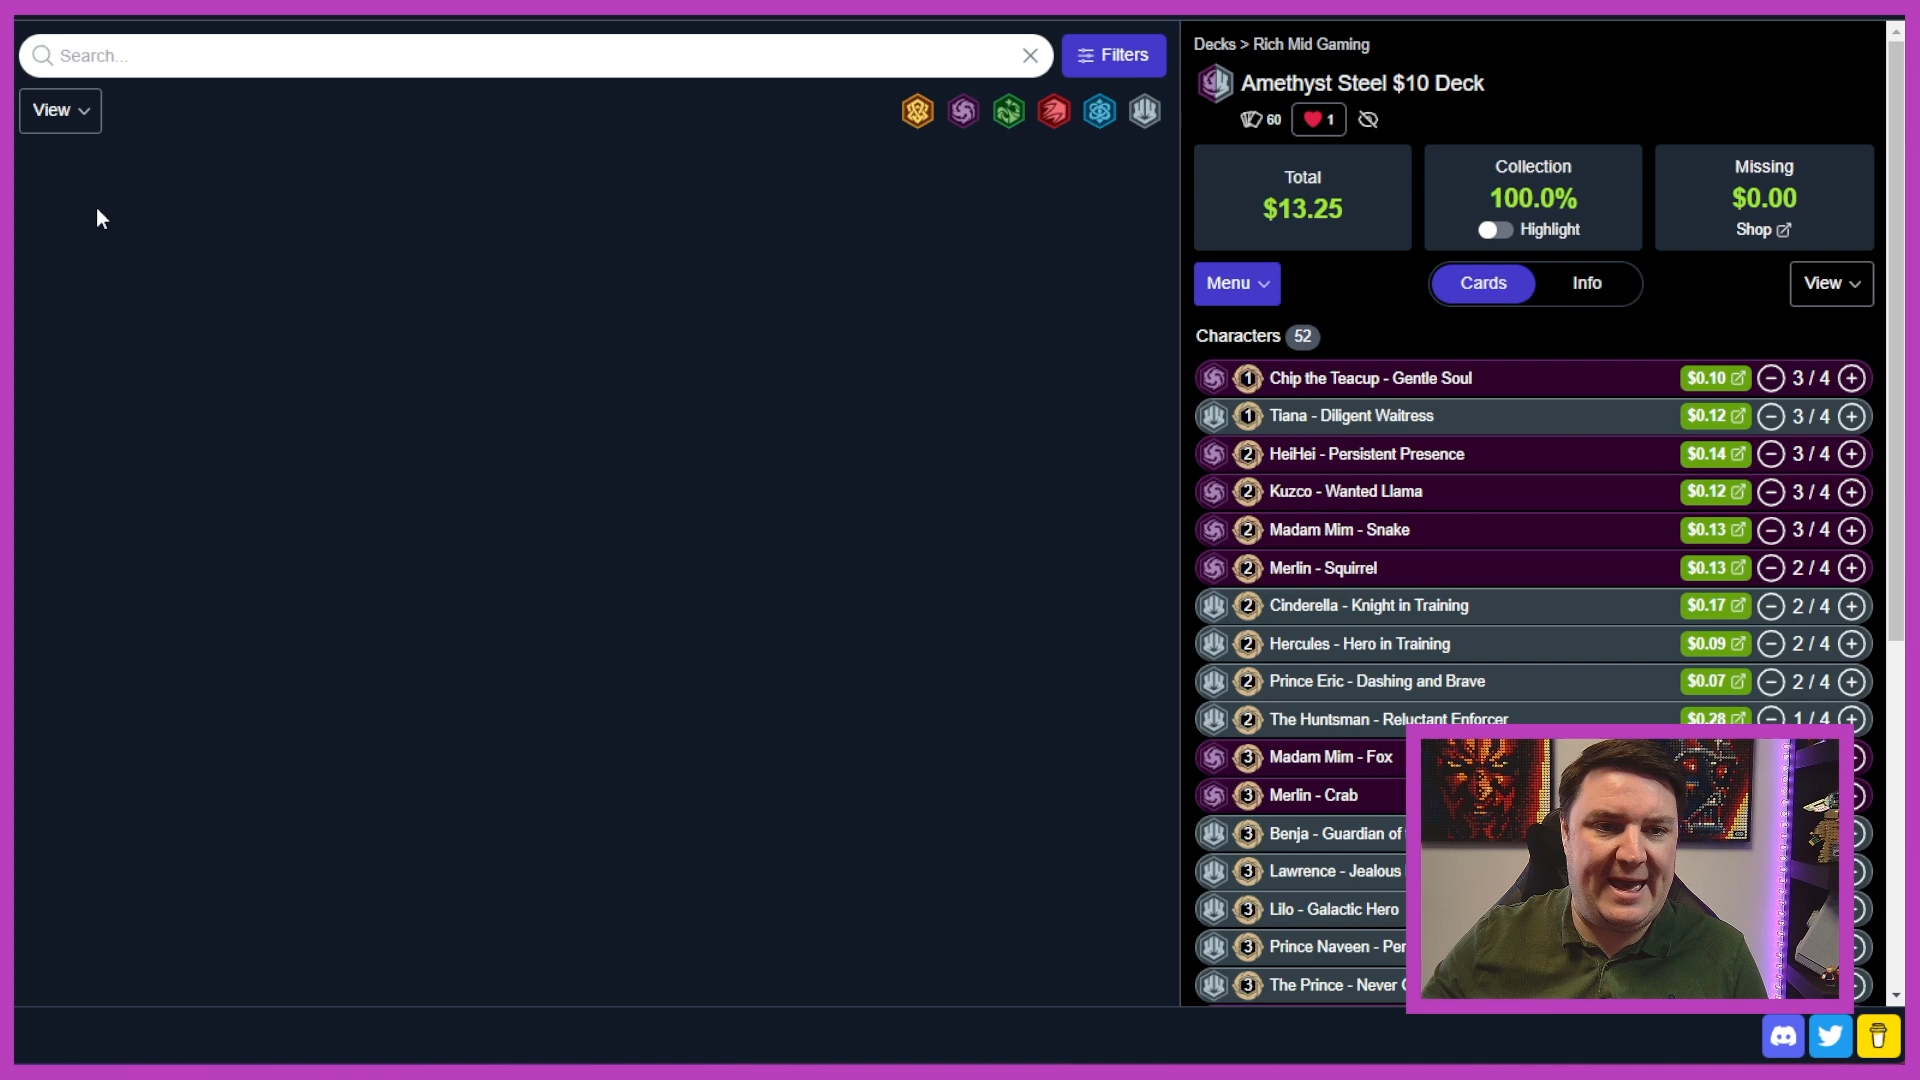 Search...
Filters
View
Decks > Rich Mid Gaming
Amethyst Steel $10 Deck
60
1
Total
$13.25
Collection
100.0%
Highlight
Missing
$0.00
Shop
Menu
Cards
Info
View
Characters 52
1 Chip the Teacup - Gentle Soul $0.10 3 / 4
1 Tiana - Diligent Waitress $0.12 3 / 4
2 HeiHei - Persistent Presence $0.14 3 / 4
2 Kuzco - Wanted Llama $0.12 3 / 4
2 Madam Mim - Snake $0.13 3 / 4
2 Merlin - Squirrel $0.13 2 / 4
2 Cinderella - Knight in Training $0.17 2 / 4
2 Hercules - Hero in Training $0.09 2 / 4
2 Prince Eric - Dashing and Brave $0.07 2 / 4
2 The Huntsman - Reluctant Enforcer $0.28 1 / 4
3 Madam Mim - Fox
3 Merlin - Crab
3 Benja - Guardian of
3 Lawrence - Jealous
3 Lilo - Galactic Hero
3 Prince Naveen - Per
3 The Prince - Never